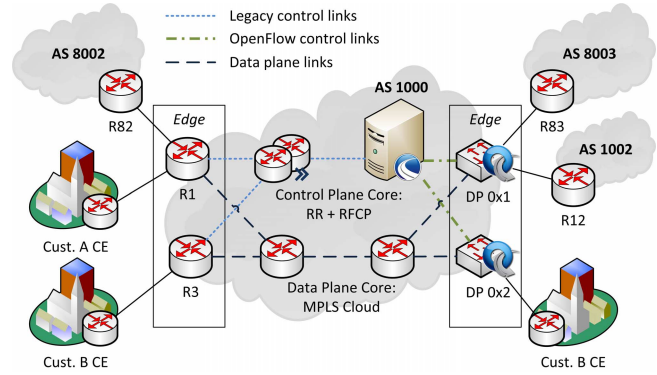 Legacy control links
OpenFlow control links
Data plane links
AS 8002
AS 1000
AS 8003
R82
Edge
Edge
R83
AS 1002
R1
Control Plane Core:
RR + RFCP
DP 0x1
R12
Cust. A CE
R3
Data Plane Core:
MPLS Cloud
DP 0x2
Cust. B CE
Cust. B CE